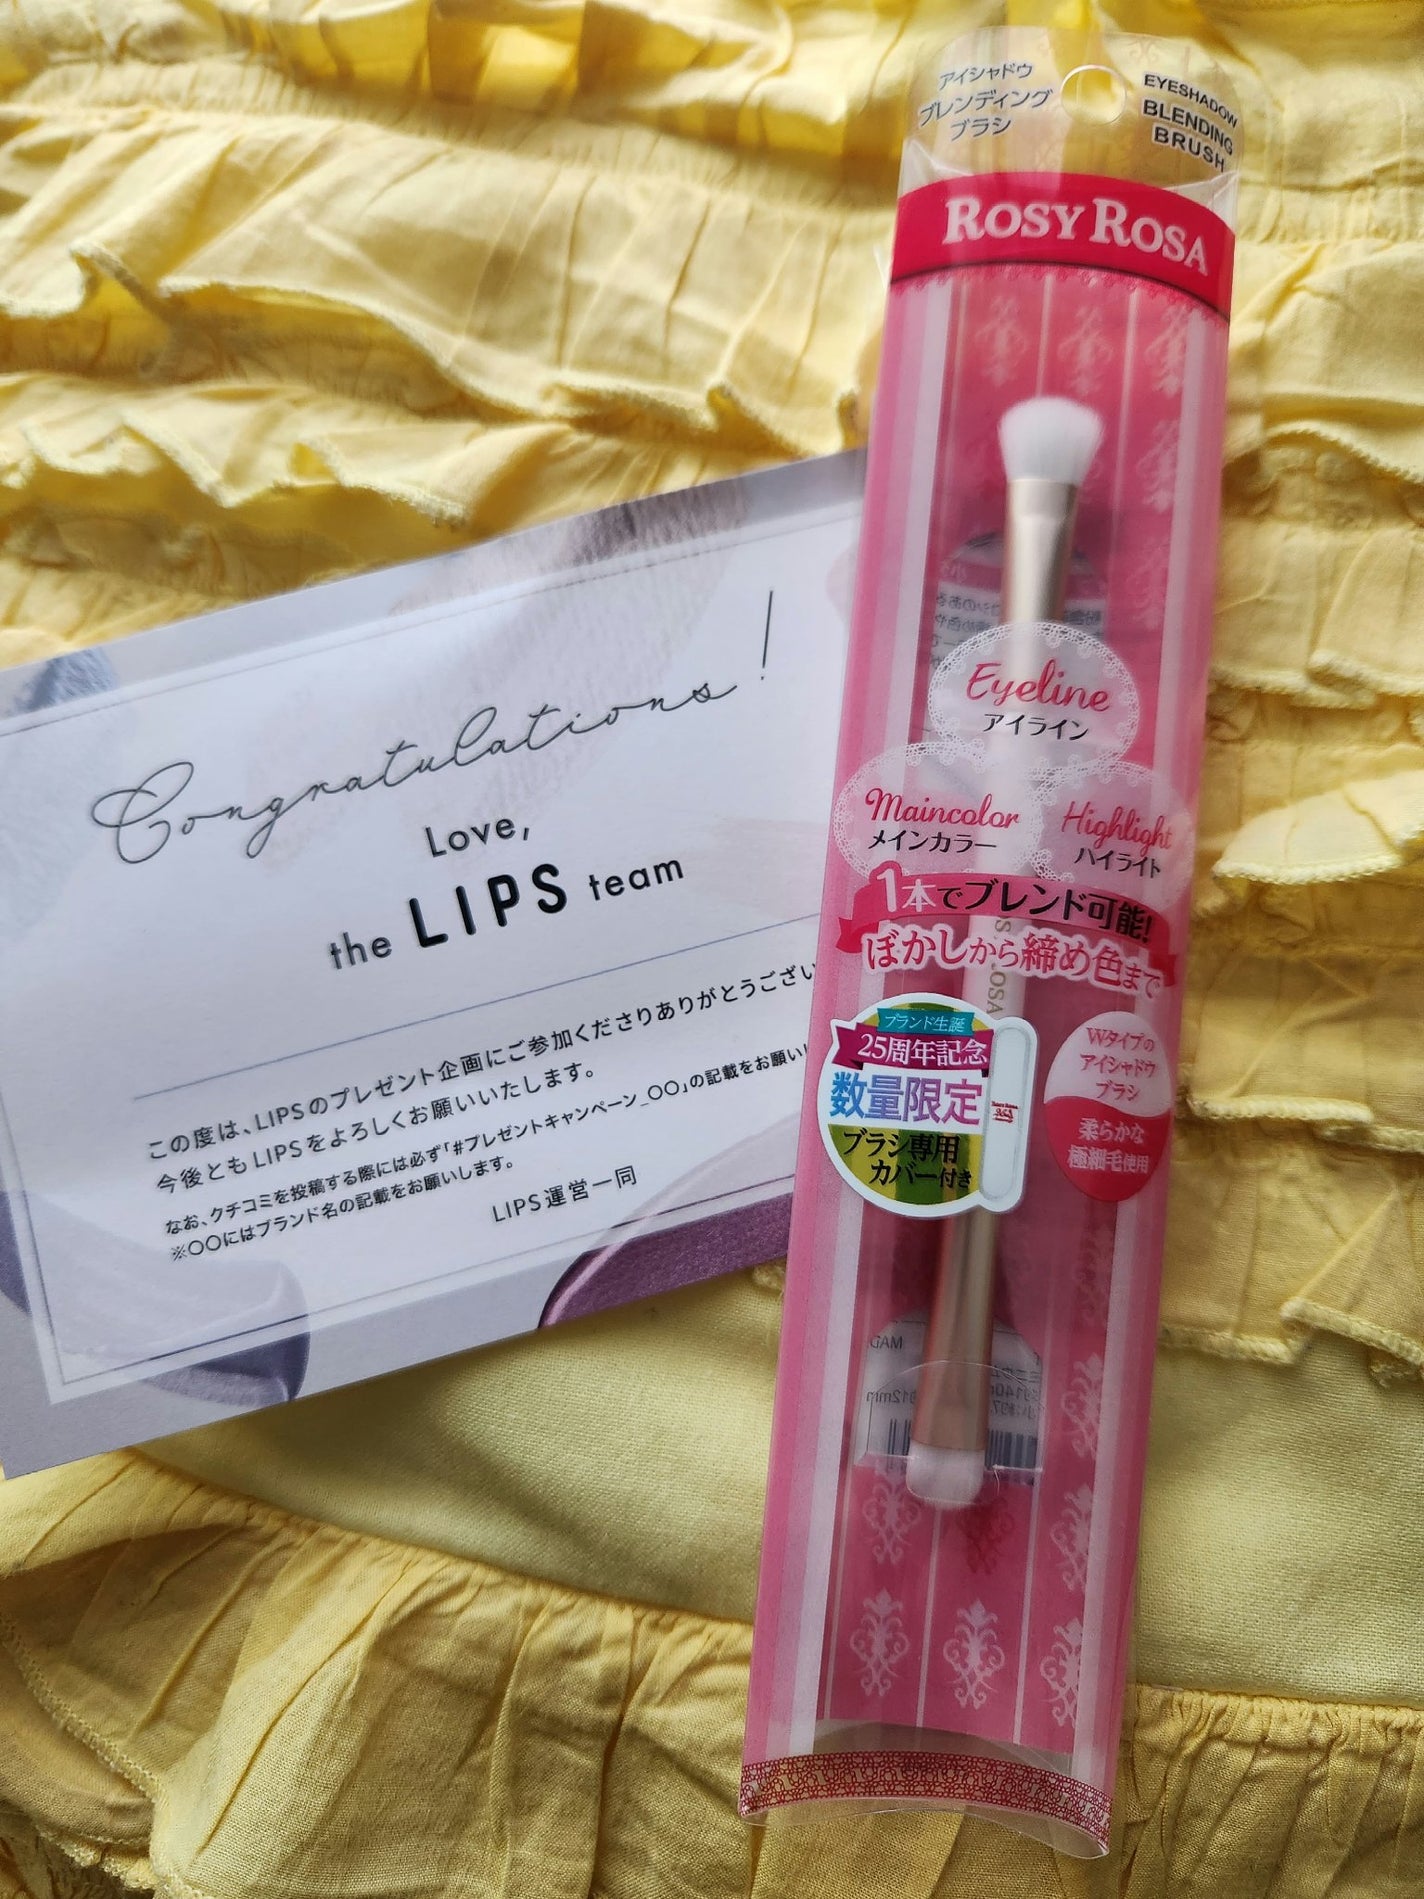 Congratulations!
Love,
the LIPS team
この度は、LIPSのプレゼント企画にご参加くださりありがとうござい
今後ともLIPSをよろしくお願いいたします。
なお、クチコミを投稿する際には必ず「#プレゼントキャンペーン_〇〇」の記載をお願い
※〇〇にはブランド名の記載をお願いします。
LIPS運営一同
アイシャドウ
ブレンディング
ブラシ
EYESHADOW
BLENDING
BRUSH
ROSY ROSA
Eyeline
アイライン
Maincolor
メインカラー
Highlight
ハイライト
1本でブレンド可能!
ぼかしから締め色まで
ブランド生誕
25周年記念
数量限定
ブラシ専用
カバー付き
Wタイプの
アイシャドウ
ブラシ
柔らかな
極細毛使用